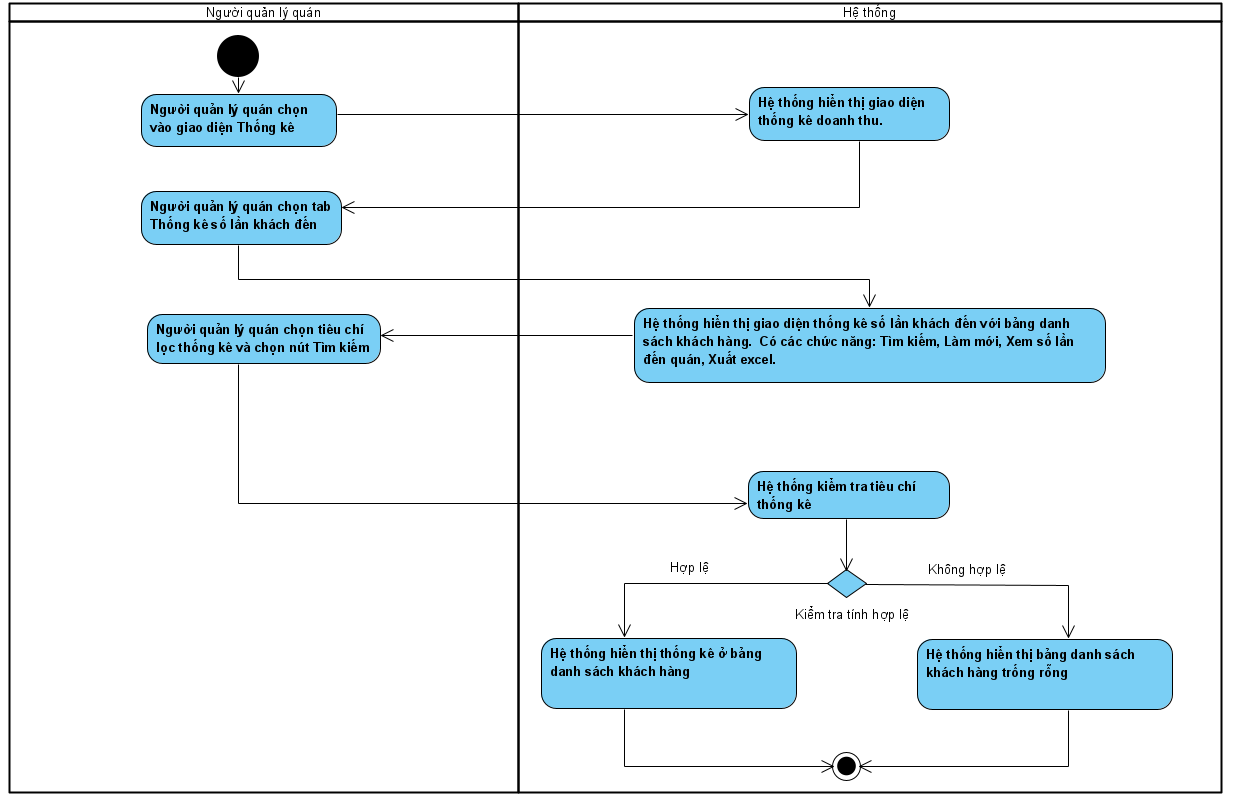 Người quản lý quán
Hệ thống
Người quản lý quán chọn
vào giao diện Thống kê
Hệ thống hiển thị giao diện
thống kê doanh thu.
Người quản lý quán chọn tab
Thống kê số lần khách đến
Người quản lý quán chọn tiêu chí
lọc thống kê và chọn nút Tìm kiếm
Hệ thống hiển thị giao diện thống kê số lần khách đến với bảng danh
sách khách hàng.  Có các chức năng: Tìm kiếm, Làm mới, Xem số lần
đến quán, Xuất excel.
Hệ thống kiểm tra tiêu chí
thống kê
Hợp lệ
Không hợp lệ
Kiểm tra tính hợp lệ
Hệ thống hiển thị thống kê ở bảng
danh sách khách hàng
Hệ thống hiển thị bảng danh sách
khách hàng trống rỗng